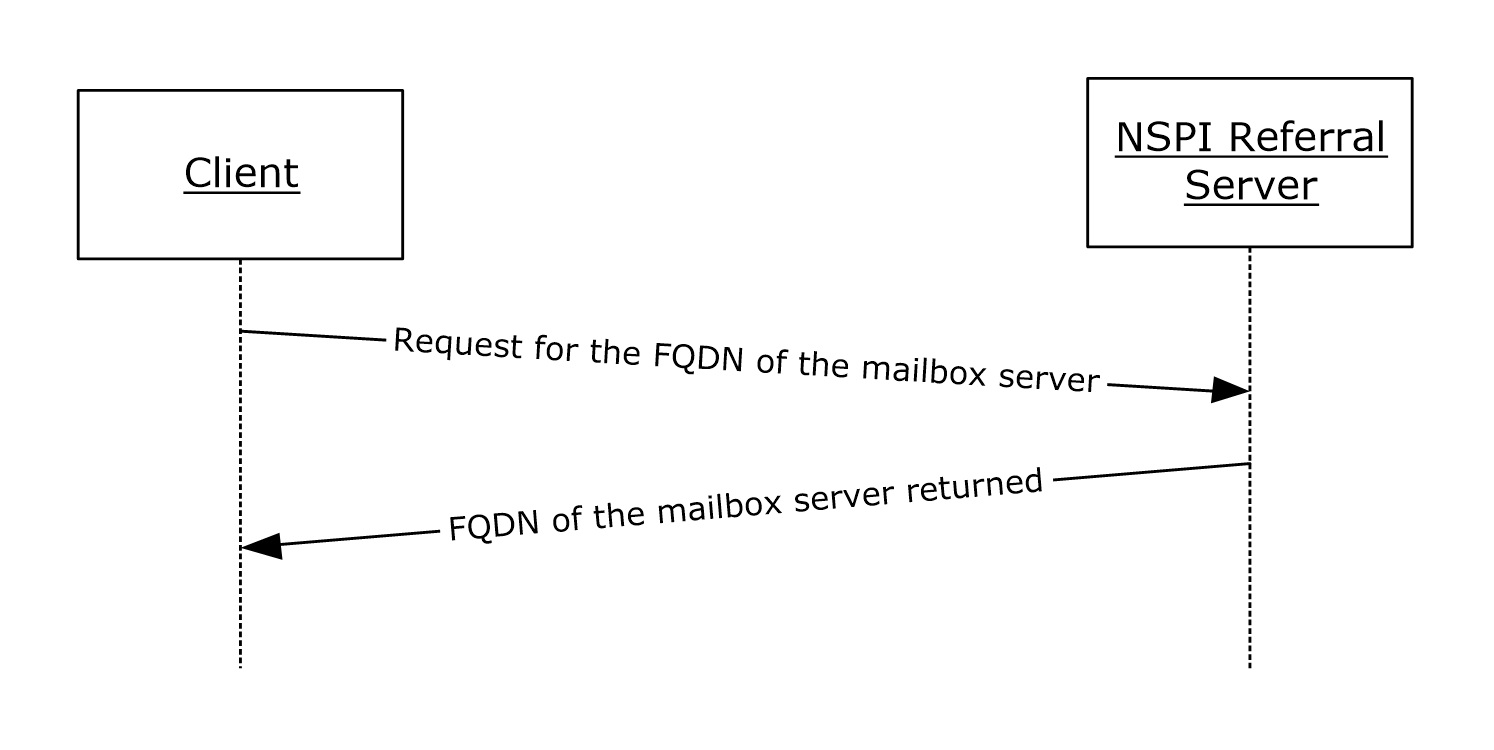 Client
NSPI Referral
Server
Request for the FQDN of the mailbox server
FQDN of the mailbox server returned